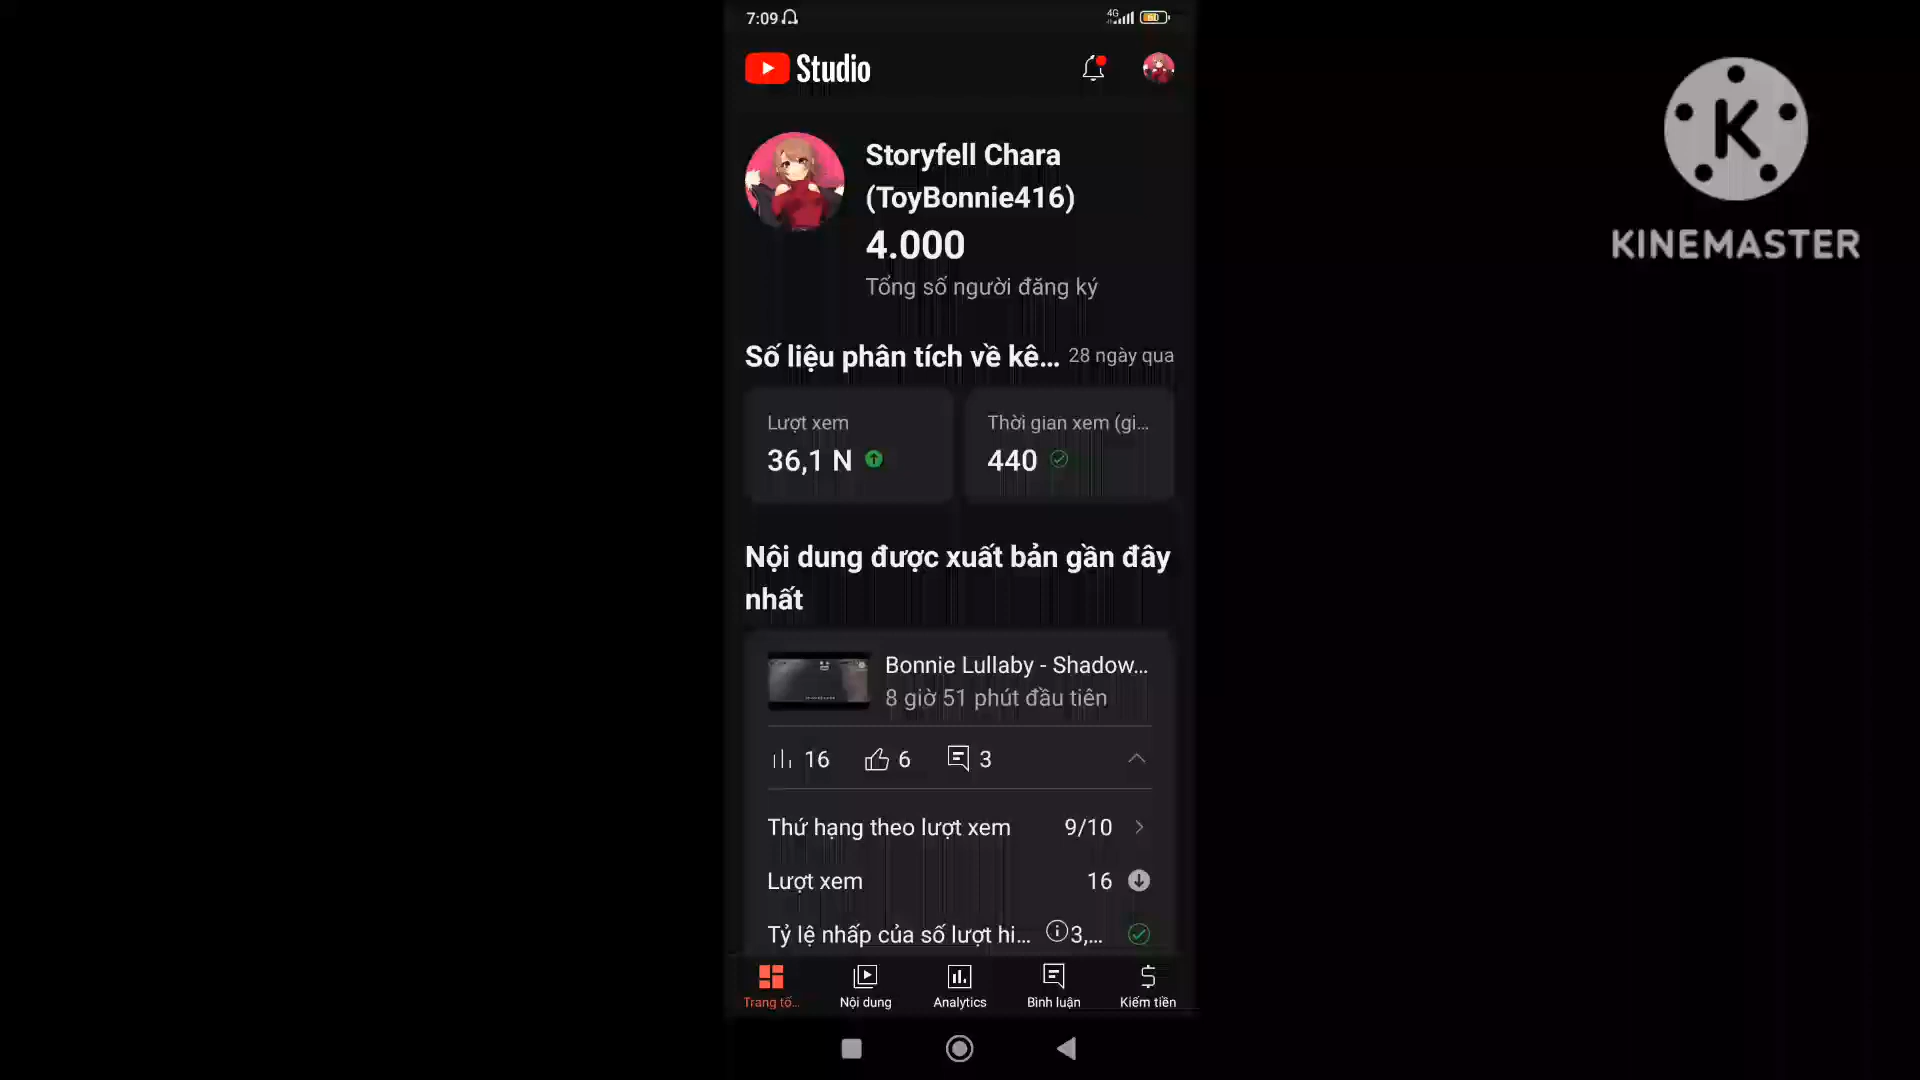 7:09
4G
60
Studio
Storyfell Chara
(ToyBonnie416)
4.000
Tổng số người đăng ký
Số liệu phân tích về kê... 28 ngày qua
Lượt xem
36,1 N
Thời gian xem (gi...
440
Nội dung được xuất bản gần đây
nhất
Bonnie Lullaby - Shadow...
8 giờ 51 phút đầu tiên
16 6 3
Thứ hạng theo lượt xem 9/10
Lượt xem 16
Tỷ lệ nhấp của số lượt hi... 3,...
Trang tổ... Nội dung Analytics Bình luận Kiếm tiền
K
KINEMASTER